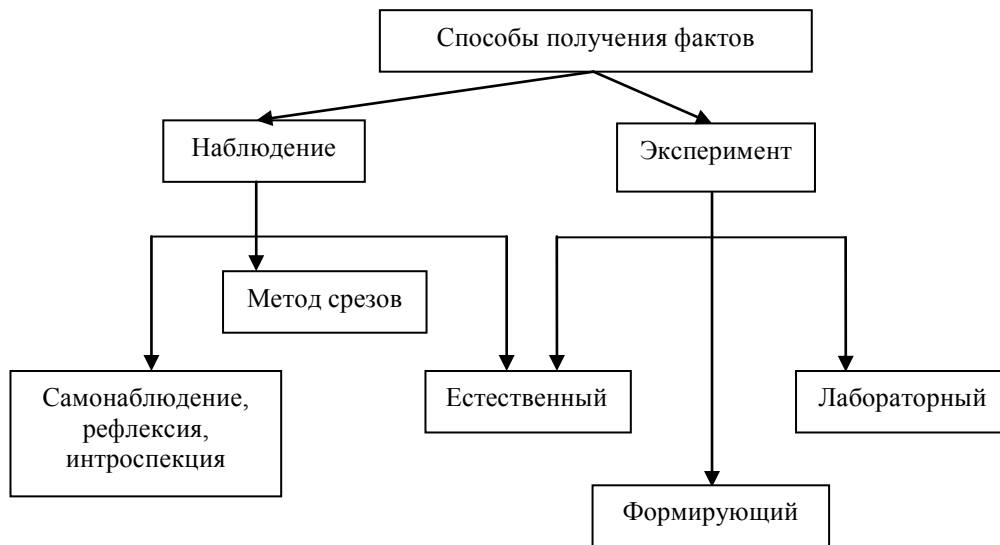 Способы получения фактов
Наблюдение
Эксперимент
Метод срезов
Самонаблюдение,
рефлексия,
интроспекция
Естественный
Лабораторный
Формирующий